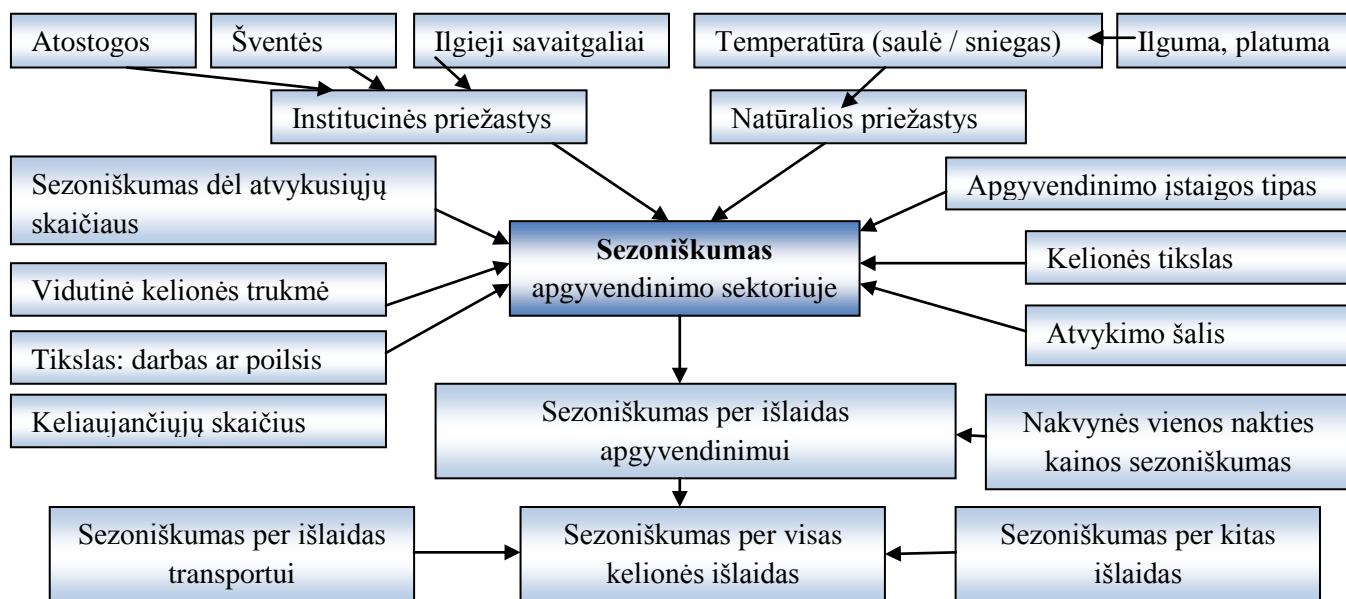 Atostogos
Šventės
Ilgieji savaitgaliai
Temperatūra (saulė / sniegas)
Ilguma, platuma
Institucinės priežastys
Natūralios priežastys
Sezoniškumas dėl atvykusiųjų
skaičiaus
Apgyvendinimo įstaigos tipas
Sezoniškumas
apgyvendinimo sektoriuje
Kelionės tikslas
Vidutinė kelionės trukmė
Atvykimo šalis
Tikslas: darbas ar poilsis
Keliaujančiųjų skaičius
Sezoniškumas per išlaidas
apgyvendinimui
Nakvynės vienos nakties
kainos sezoniškumas
Sezoniškumas per išlaidas
transportui
Sezoniškumas per visas
kelionės išlaidas
Sezoniškumas per kitas
išlaidas